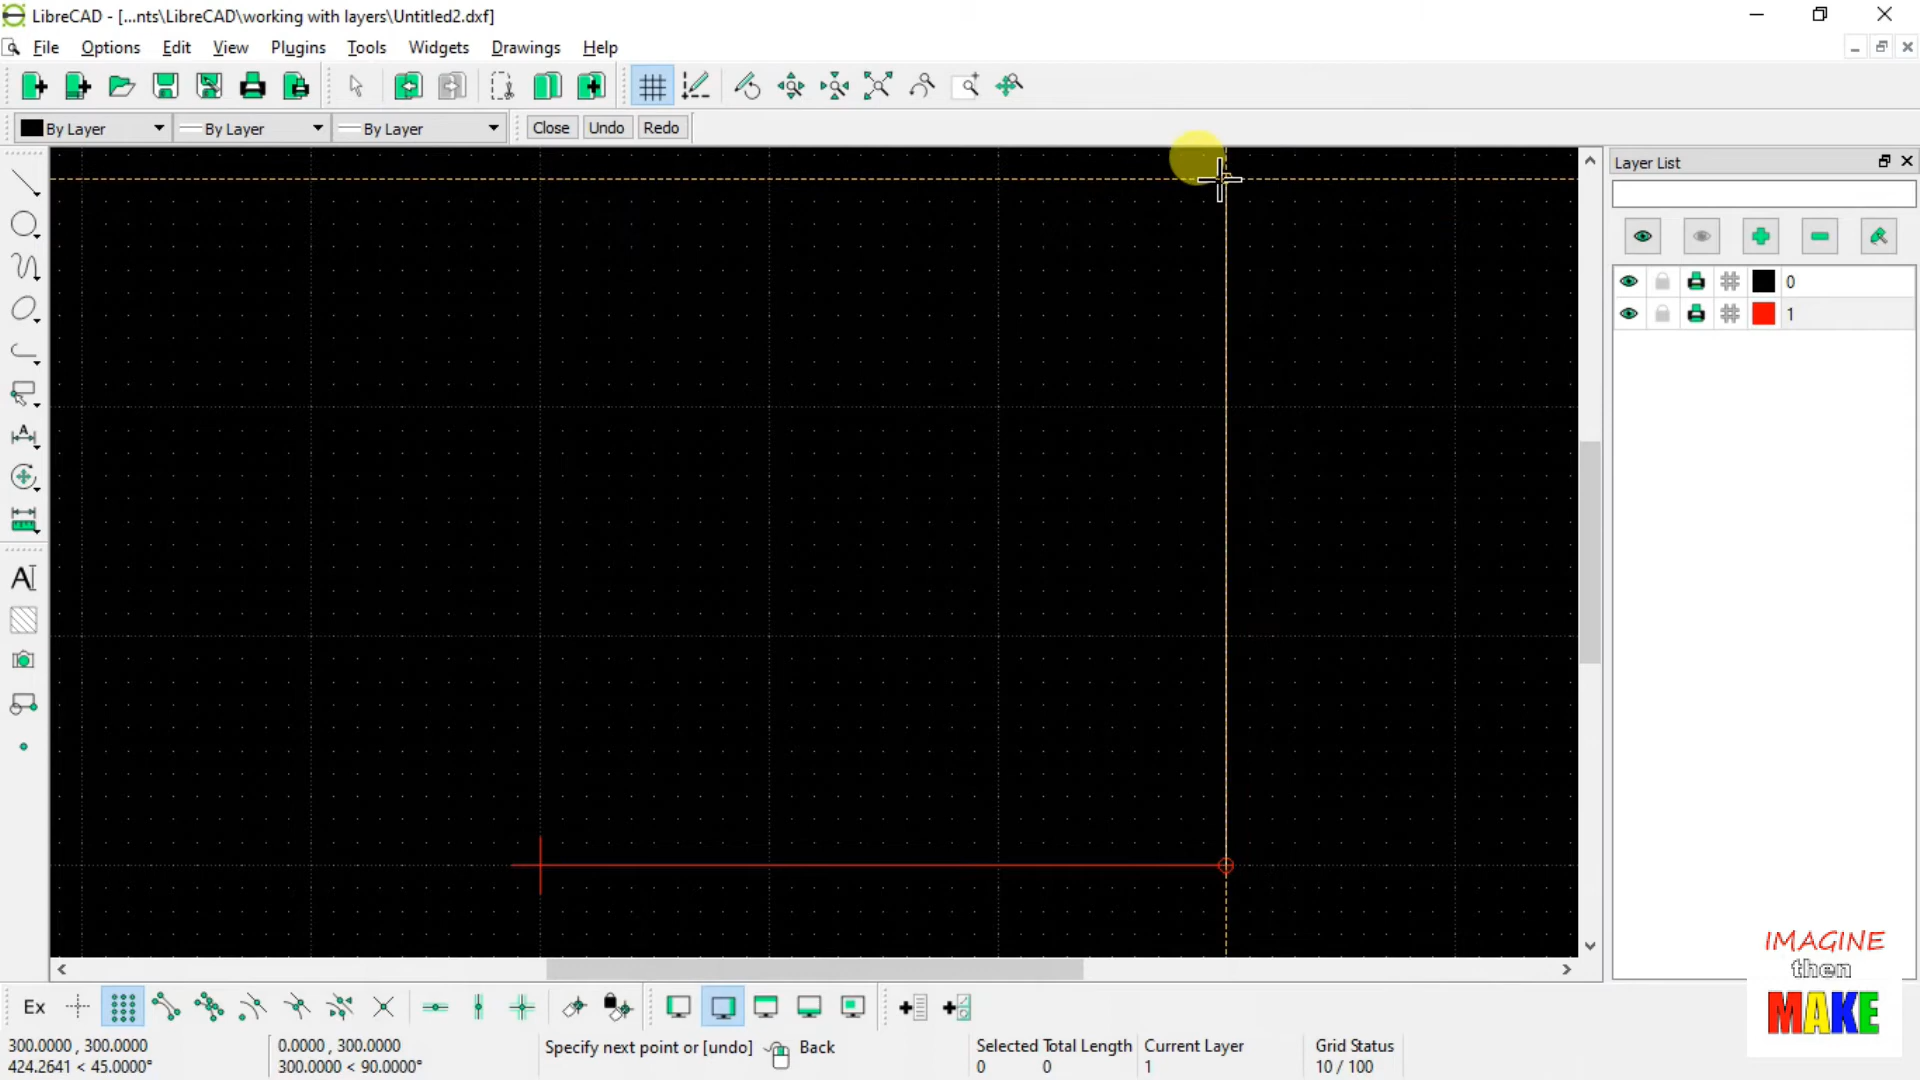 LibreCAD - [...nts\LibreCAD\working with layers\Untitled2.dxf]
File Options Edit View Plugins Tools Widgets Drawings Help
By Layer By Layer By Layer Close Undo Redo
Layer List
0
1
IMAGINE
then
MAKE
Ex
300.0000 , 300.0000
424.2641 < 45.0000°
0.0000 , 300.0000
300.0000 < 90.0000°
Specify next point or [undo] Back
Selected Total Length
0 0
Current Layer
1
Grid Status
10 / 100